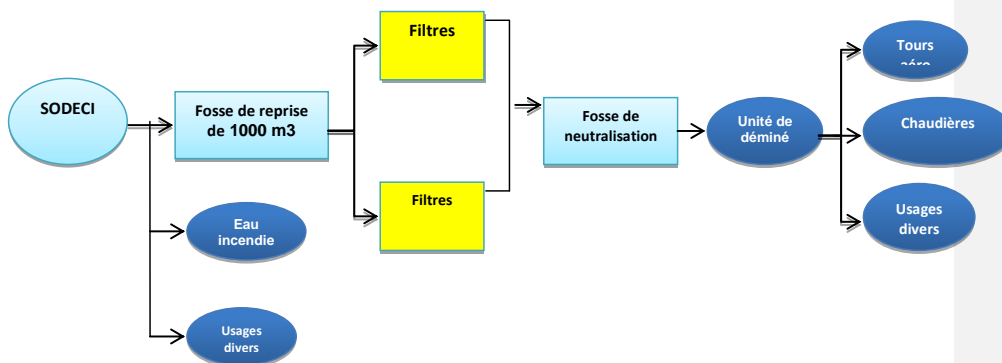 SODECI
Fosse de reprise
de 1000 m3
Filtres
Filtres
Fosse de
neutralisation
Unité de
déminé
Tours
aéro
Chaudières
Usages
divers
Eau
incendie
Usages
divers